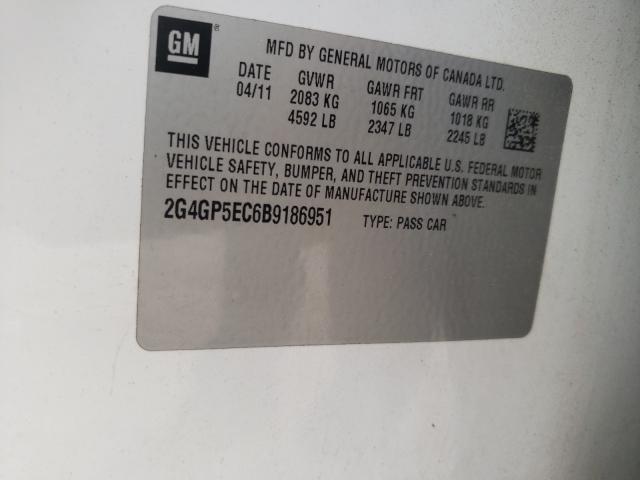 GM
MFD BY GENERAL MOTORS OF CANADA LTD.
DATE GVWR GAWR FRT GAWR RR
04/11 2083 KG 1065 KG 1018 KG
4592 LB 2347 LB 2245 LB
THIS VEHICLE CONFORMS TO ALL APPLICABLE U.S. FEDERAL MOTOR
VEHICLE SAFETY, BUMPER, AND THEFT PREVENTION STANDARDS IN
EFFECT ON THE DATE OF MANUFACTURE SHOWN ABOVE.
2G4GP5EC6B9186951 TYPE: PASS CAR